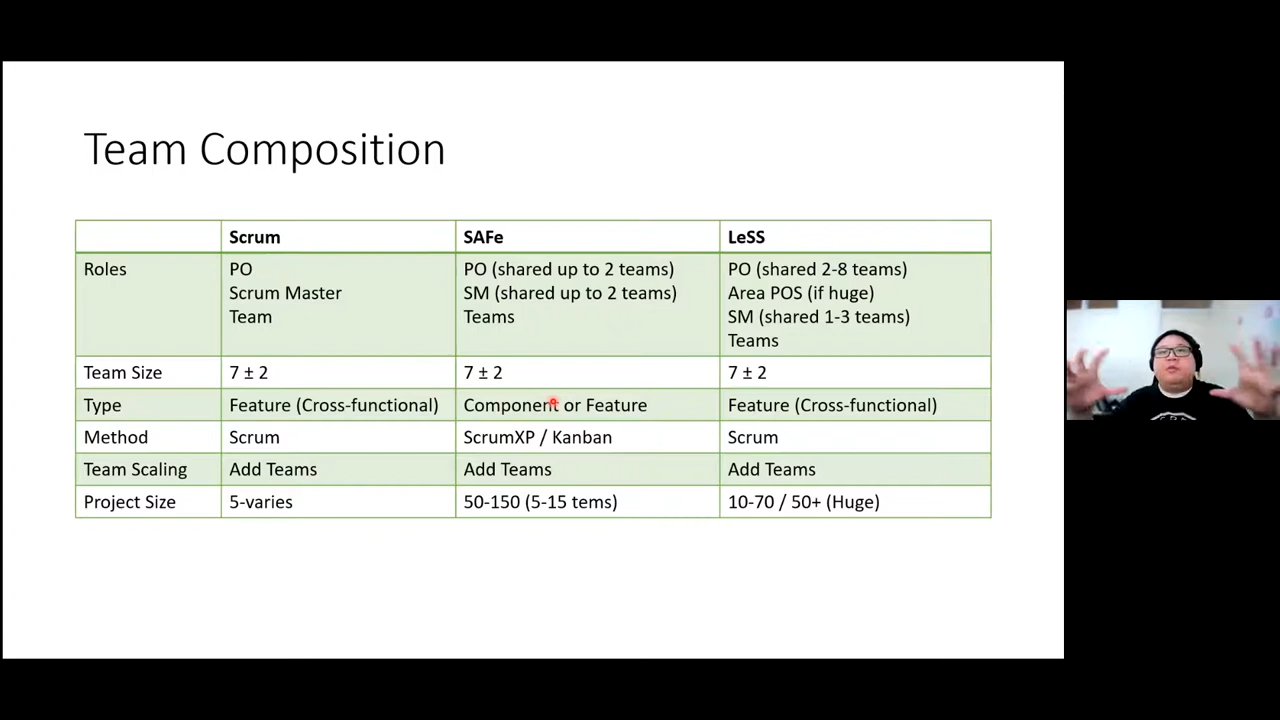 Team Composition
Scrum SAFe LeSS
Roles PO PO (shared up to 2 teams) PO (shared 2-8 teams)
Scrum Master SM (shared up to 2 teams) Area POS (if huge)
Team Teams SM (shared 1-3 teams)
Teams
Team Size 7 ± 2 7 ± 2 7 ± 2
Type Feature (Cross-functional) Component or Feature Feature (Cross-functional)
Method Scrum ScrumXP / Kanban Scrum
Team Scaling Add Teams Add Teams Add Teams
Project Size 5-varies 50-150 (5-15 tems) 10-70 / 50+ (Huge)